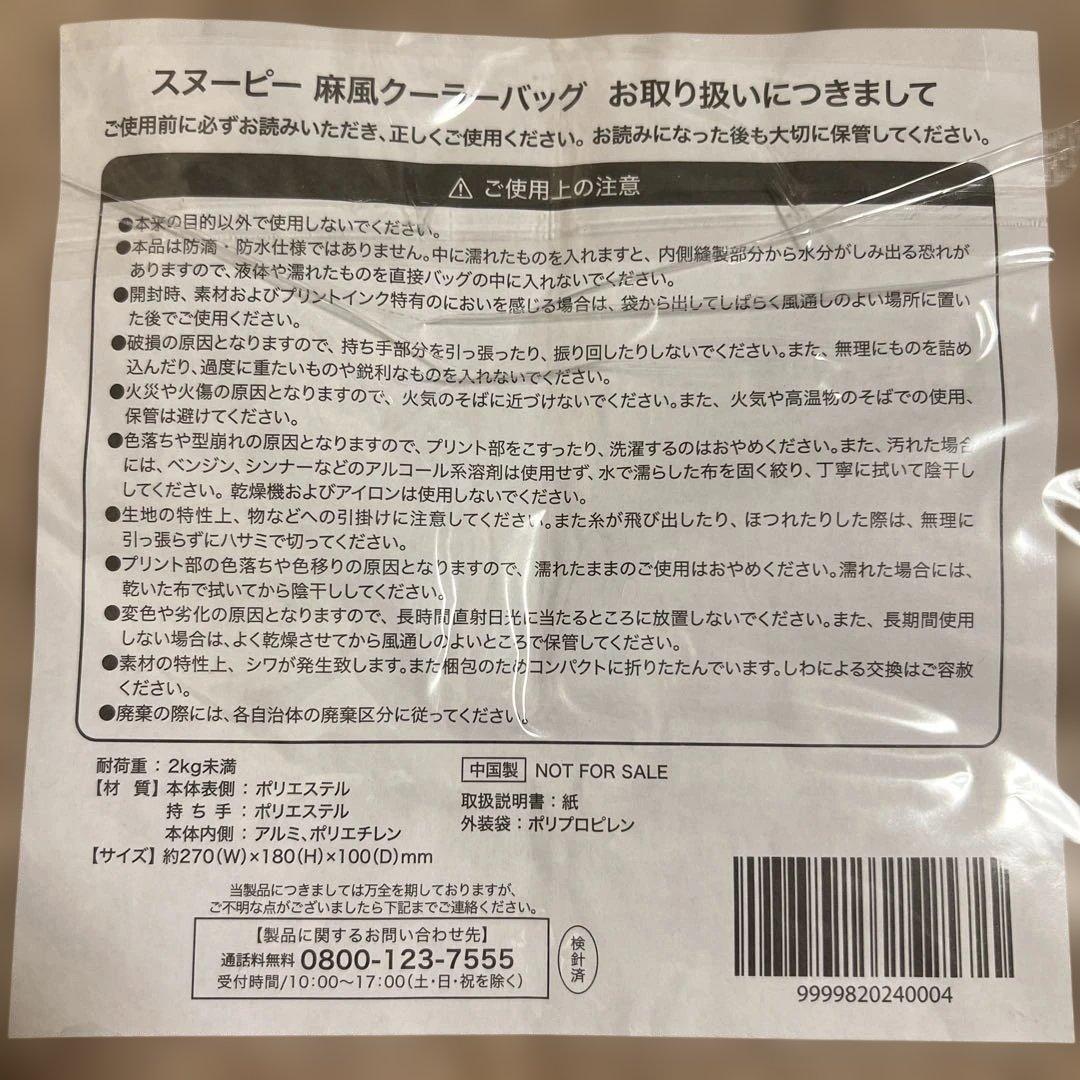 スヌーピー 麻風クーラーバッグ お取り扱いにつきまして
ご使用前に必ずお読みいただき、正しくご使用ください。お読みになった後も大切に保管してください。
⚠ ご使用上の注意
●本来の目的以外で使用しないでください。
●本品は防滴・防水仕様ではありません。中に濡れたものを入れますと、内側縫製部分から水分がしみ出る恐れが
ありますので、液体や濡れたものを直接バッグの中に入れないでください。
●開封時、素材およびプリントインク特有のにおいを感じる場合は、袋から出してしばらく風通しのよい場所に置い
た後でご使用ください。
●破損の原因となりますので、持ち手部分を引っ張ったり、振り回したりしないでください。また、無理にものを詰め
込んだり、過度に重たいものや鋭利なものを入れないでください。
●火災や火傷の原因となりますので、火気のそばに近づけないでください。また、火気や高温物のそばでの使用、
保管は避けてください。
●色落ちや型崩れの原因となりますので、プリント部をこすったり、洗濯するのはおやめください。また、汚れた場合
には、ベンジン、シンナーなどのアルコール系溶剤は使用せず、水で濡らした布を固く絞り、丁寧に拭いて陰干し
してください。乾燥機およびアイロンは使用しないでください。
●生地の特性上、物などへの引掛けに注意してください。また糸が飛び出したり、ほつれたりした際は、無理に
引っ張らずにハサミで切ってください。
●プリント部の色落ちや色移りの原因となりますので、濡れたままのご使用はおやめください。濡れた場合には、
乾いた布で拭いてから陰干ししてください。
●変色や劣化の原因となりますので、長時間直射日光に当たるところに放置しないでください。また、長期間使用
しない場合は、よく乾燥させてから風通しのよいところで保管してください。
●素材の特性上、シワが発生致します。また梱包のためコンパクトに折りたたんでいます。しわによる交換はご容赦
ください。
●廃棄の際には、各自治体の廃棄区分に従ってください。
耐荷重：2kg未満
【材 質】本体表側：ポリエステル
持ち手：ポリエステル
本体内側：アルミ、ポリエチレン
【サイズ】約270(W)×180(H)×100(D)mm
中国製 NOT FOR SALE
取扱説明書：紙
外装袋：ポリプロピレン
当製品につきましては万全を期しておりますが、
ご不明な点がございましたら下記までご連絡ください。
【製品に関するお問い合わせ先】
通話料無料 0800-123-7555
受付時間/10:00～17:00(土・日・祝を除く)
検針済
9999820240004